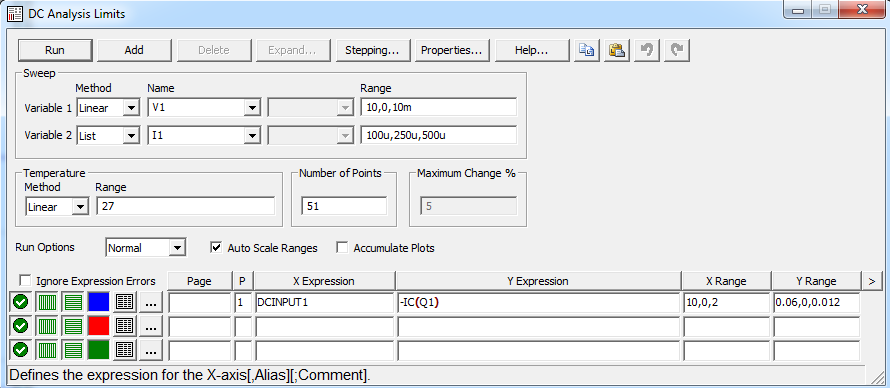 DC Analysis Limits
Run Add Delete Expand... Stepping... Properties... Help...
Sweep
Method Name Range
Variable 1 Linear V1 10,0,10m
Variable 2 List I1 100u,250u,500u
Temperature Number of Points Maximum Change %
Method Range
Linear 27 51 5
Run Options Normal Auto Scale Ranges Accumulate Plots
Ignore Expression Errors Page P X Expression Y Expression X Range Y Range >
... 1 DCINPUT1 -IC(Q1) 10,0,2 0.06,0,0.012
...
...
Defines the expression for the X-axis[,Alias][;Comment].